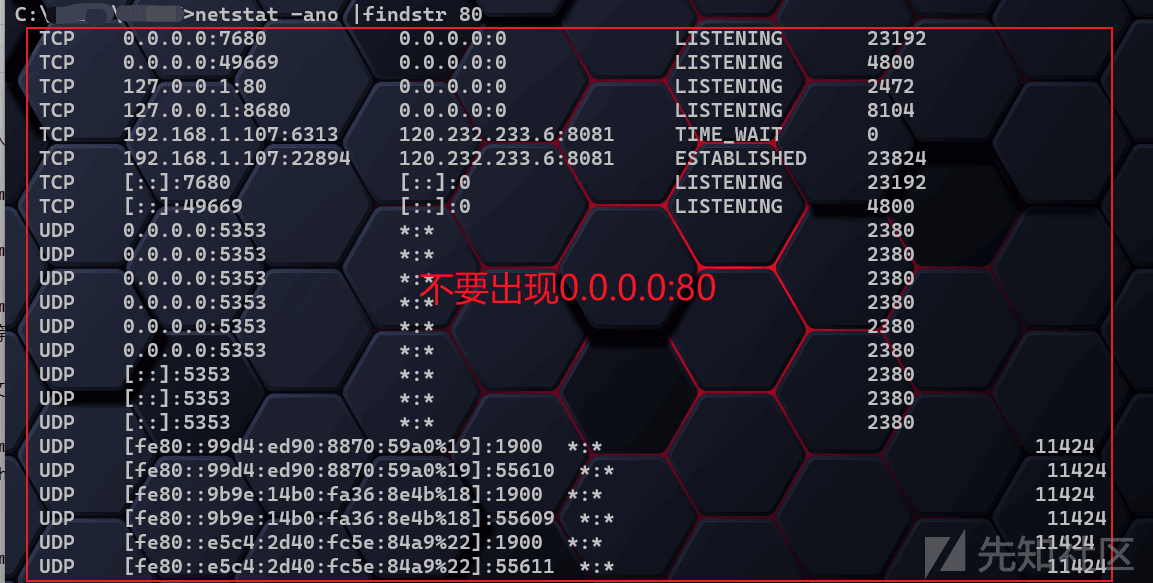 C:\ \ >netstat -ano |findstr 80
TCP 0.0.0.0:7680 0.0.0.0:0 LISTENING 23192
TCP 0.0.0.0:49669 0.0.0.0:0 LISTENING 4800
TCP 127.0.0.1:80 0.0.0.0:0 LISTENING 2472
TCP 127.0.0.1:8680 0.0.0.0:0 LISTENING 8104
TCP 192.168.1.107:6313 120.232.233.6:8081 TIME_WAIT 0
TCP 192.168.1.107:22894 120.232.233.6:8081 ESTABLISHED 23824
TCP [::]:7680 [::]:0 LISTENING 23192
TCP [::]:49669 [::]:0 LISTENING 4800
UDP 0.0.0.0:5353 *:* 2380
UDP 0.0.0.0:5353 *:* 2380
UDP 0.0.0.0:5353 *:* 2380
不要出现0.0.0.0:80
UDP 0.0.0.0:5353 *:* 2380
UDP 0.0.0.0:5353 *:* 2380
UDP 0.0.0.0:5353 *:* 2380
UDP [::]:5353 *:* 2380
UDP [::]:5353 *:* 2380
UDP [::]:5353 *:* 2380
UDP [fe80::99d4:ed90:8870:59a0%19]:1900 *:* 11424
UDP [fe80::99d4:ed90:8870:59a0%19]:55610 *:* 11424
UDP [fe80::9b9e:14b0:fa36:8e4b%18]:1900 *:* 11424
UDP [fe80::9b9e:14b0:fa36:8e4b%18]:55609 *:* 11424
UDP [fe80::e5c4:2d40:fc5e:84a9%22]:1900 *:* 11424
UDP [fe80::e5c4:2d40:fc5e:84a9%22]:55611 *:* 11424
先知社区